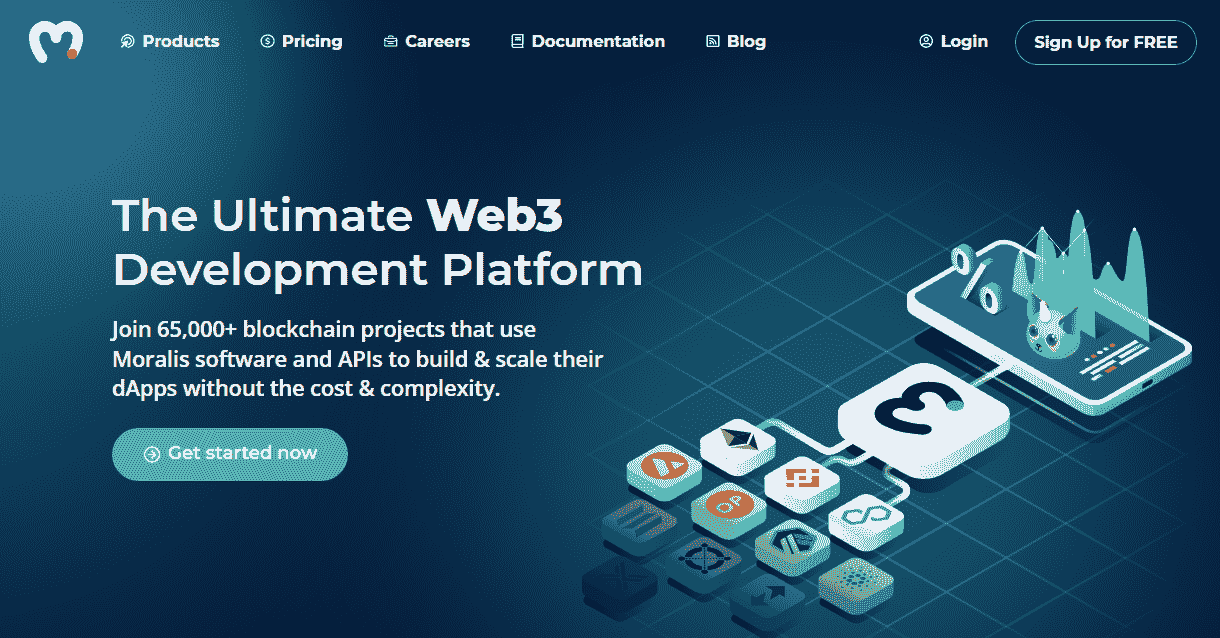 Products
Pricing
Careers
Documentation
Blog
Login
Sign Up for FREE
The Ultimate Web3
Development Platform
Join 65,000+ blockchain projects that use
Moralis software and APIs to build & scale their
dApps without the cost & complexity.
Get started now
%
OP